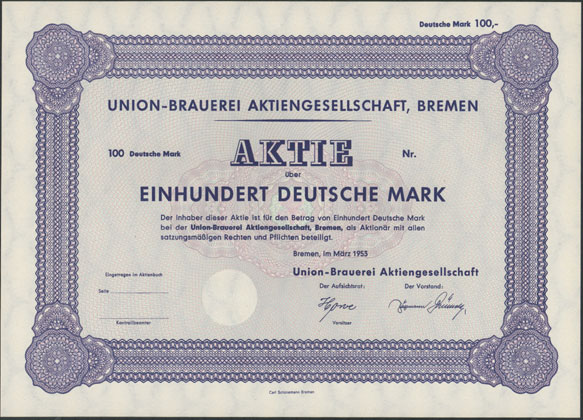 Deutsche Mark 100,-
UNION-BRAUEREI AKTIENGESELLSCHAFT, BREMEN
100 Deutsche Mark AKTIE Nr.
über
EINHUNDERT DEUTSCHE MARK
Der Inhaber dieser Aktie ist für den Betrag von Einhundert Deutsche Mark
bei der Union-Brauerei Aktiengesellschaft, Bremen, als Aktionär mit allen
satzungsmäßigen Rechten und Pflichten beteiligt.
Bremen, im März 1953
Union-Brauerei Aktiengesellschaft
Eingetragen im Aktienbuch
Der Aufsichtsrat: Der Vorstand:
Seite
Kontrollbeamter
Vorsitzer
Carl Schünemann Bremen